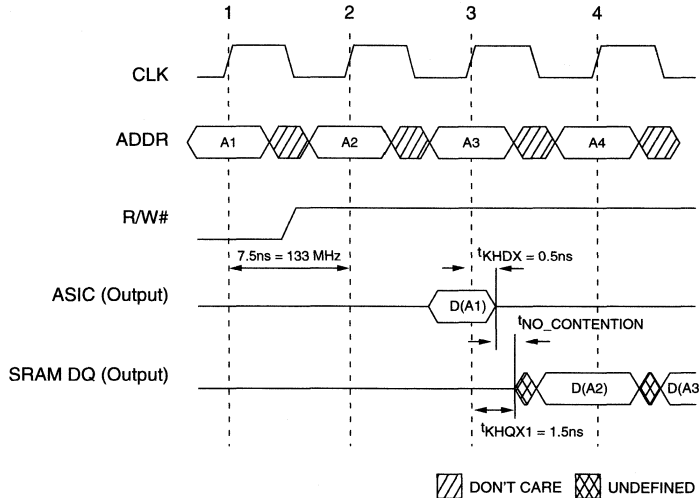 1 2 3 4
CLK
ADDR A1 A2 A3 A4
R/W#
7.5ns = 133 MHz
tKHDX = 0.5ns
ASIC (Output) D(A1)
tNO_CONTENTION
SRAM DQ (Output) D(A2) D(A3
tKHQX1 = 1.5ns
DON'T CARE UNDEFINED